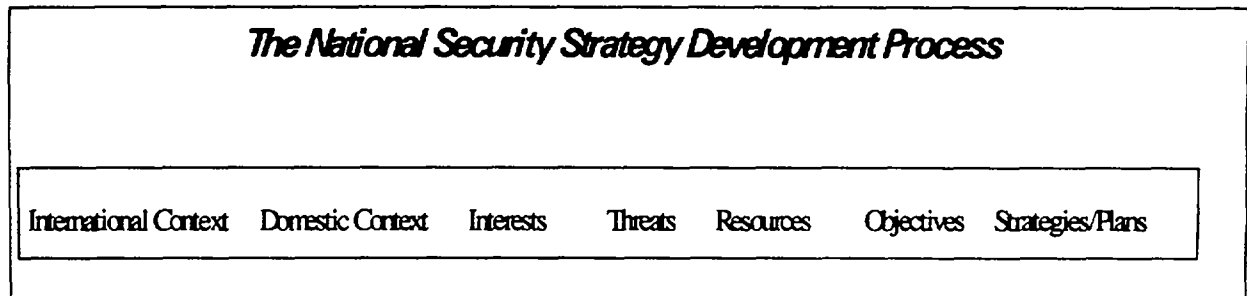 The National Security Strategy Development Process
International Context Domestic Context Interests Threats Resources Objectives Strategies/Plans